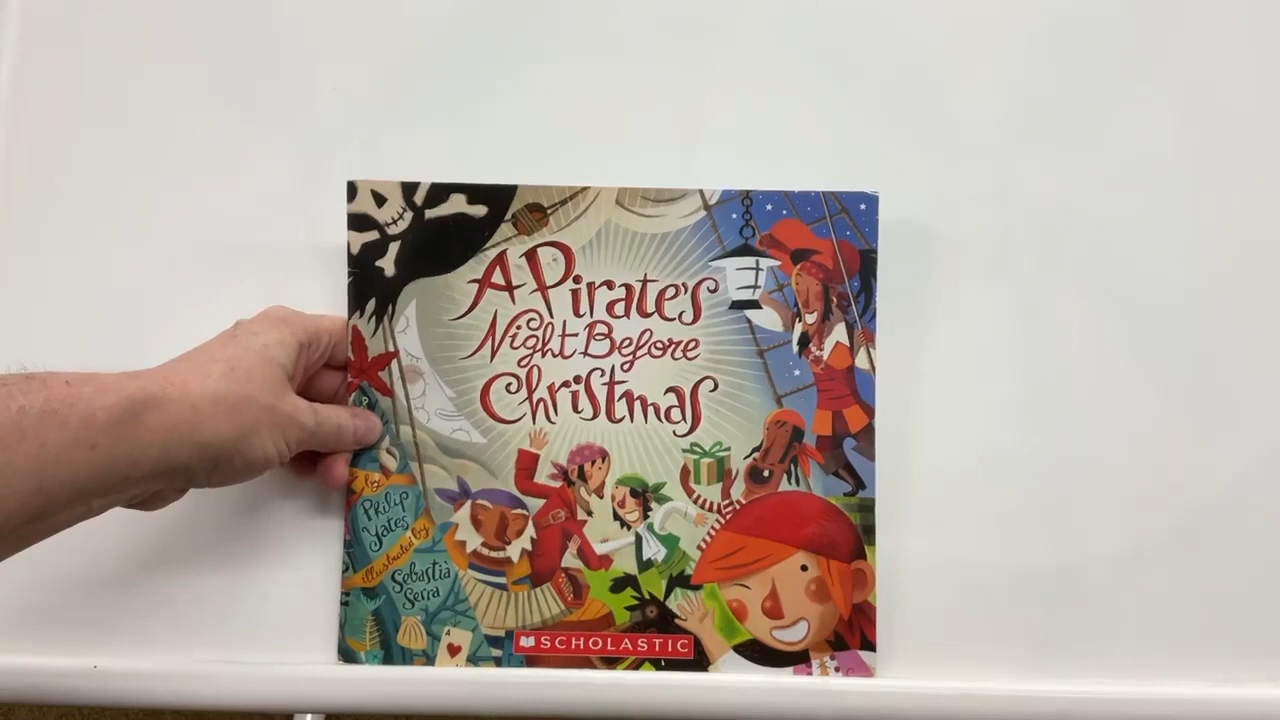 A Pirate's
Night Before
Christmas
by
Philip
Yates
illustrated by
Sebastià
Serra
A
SCHOLASTIC